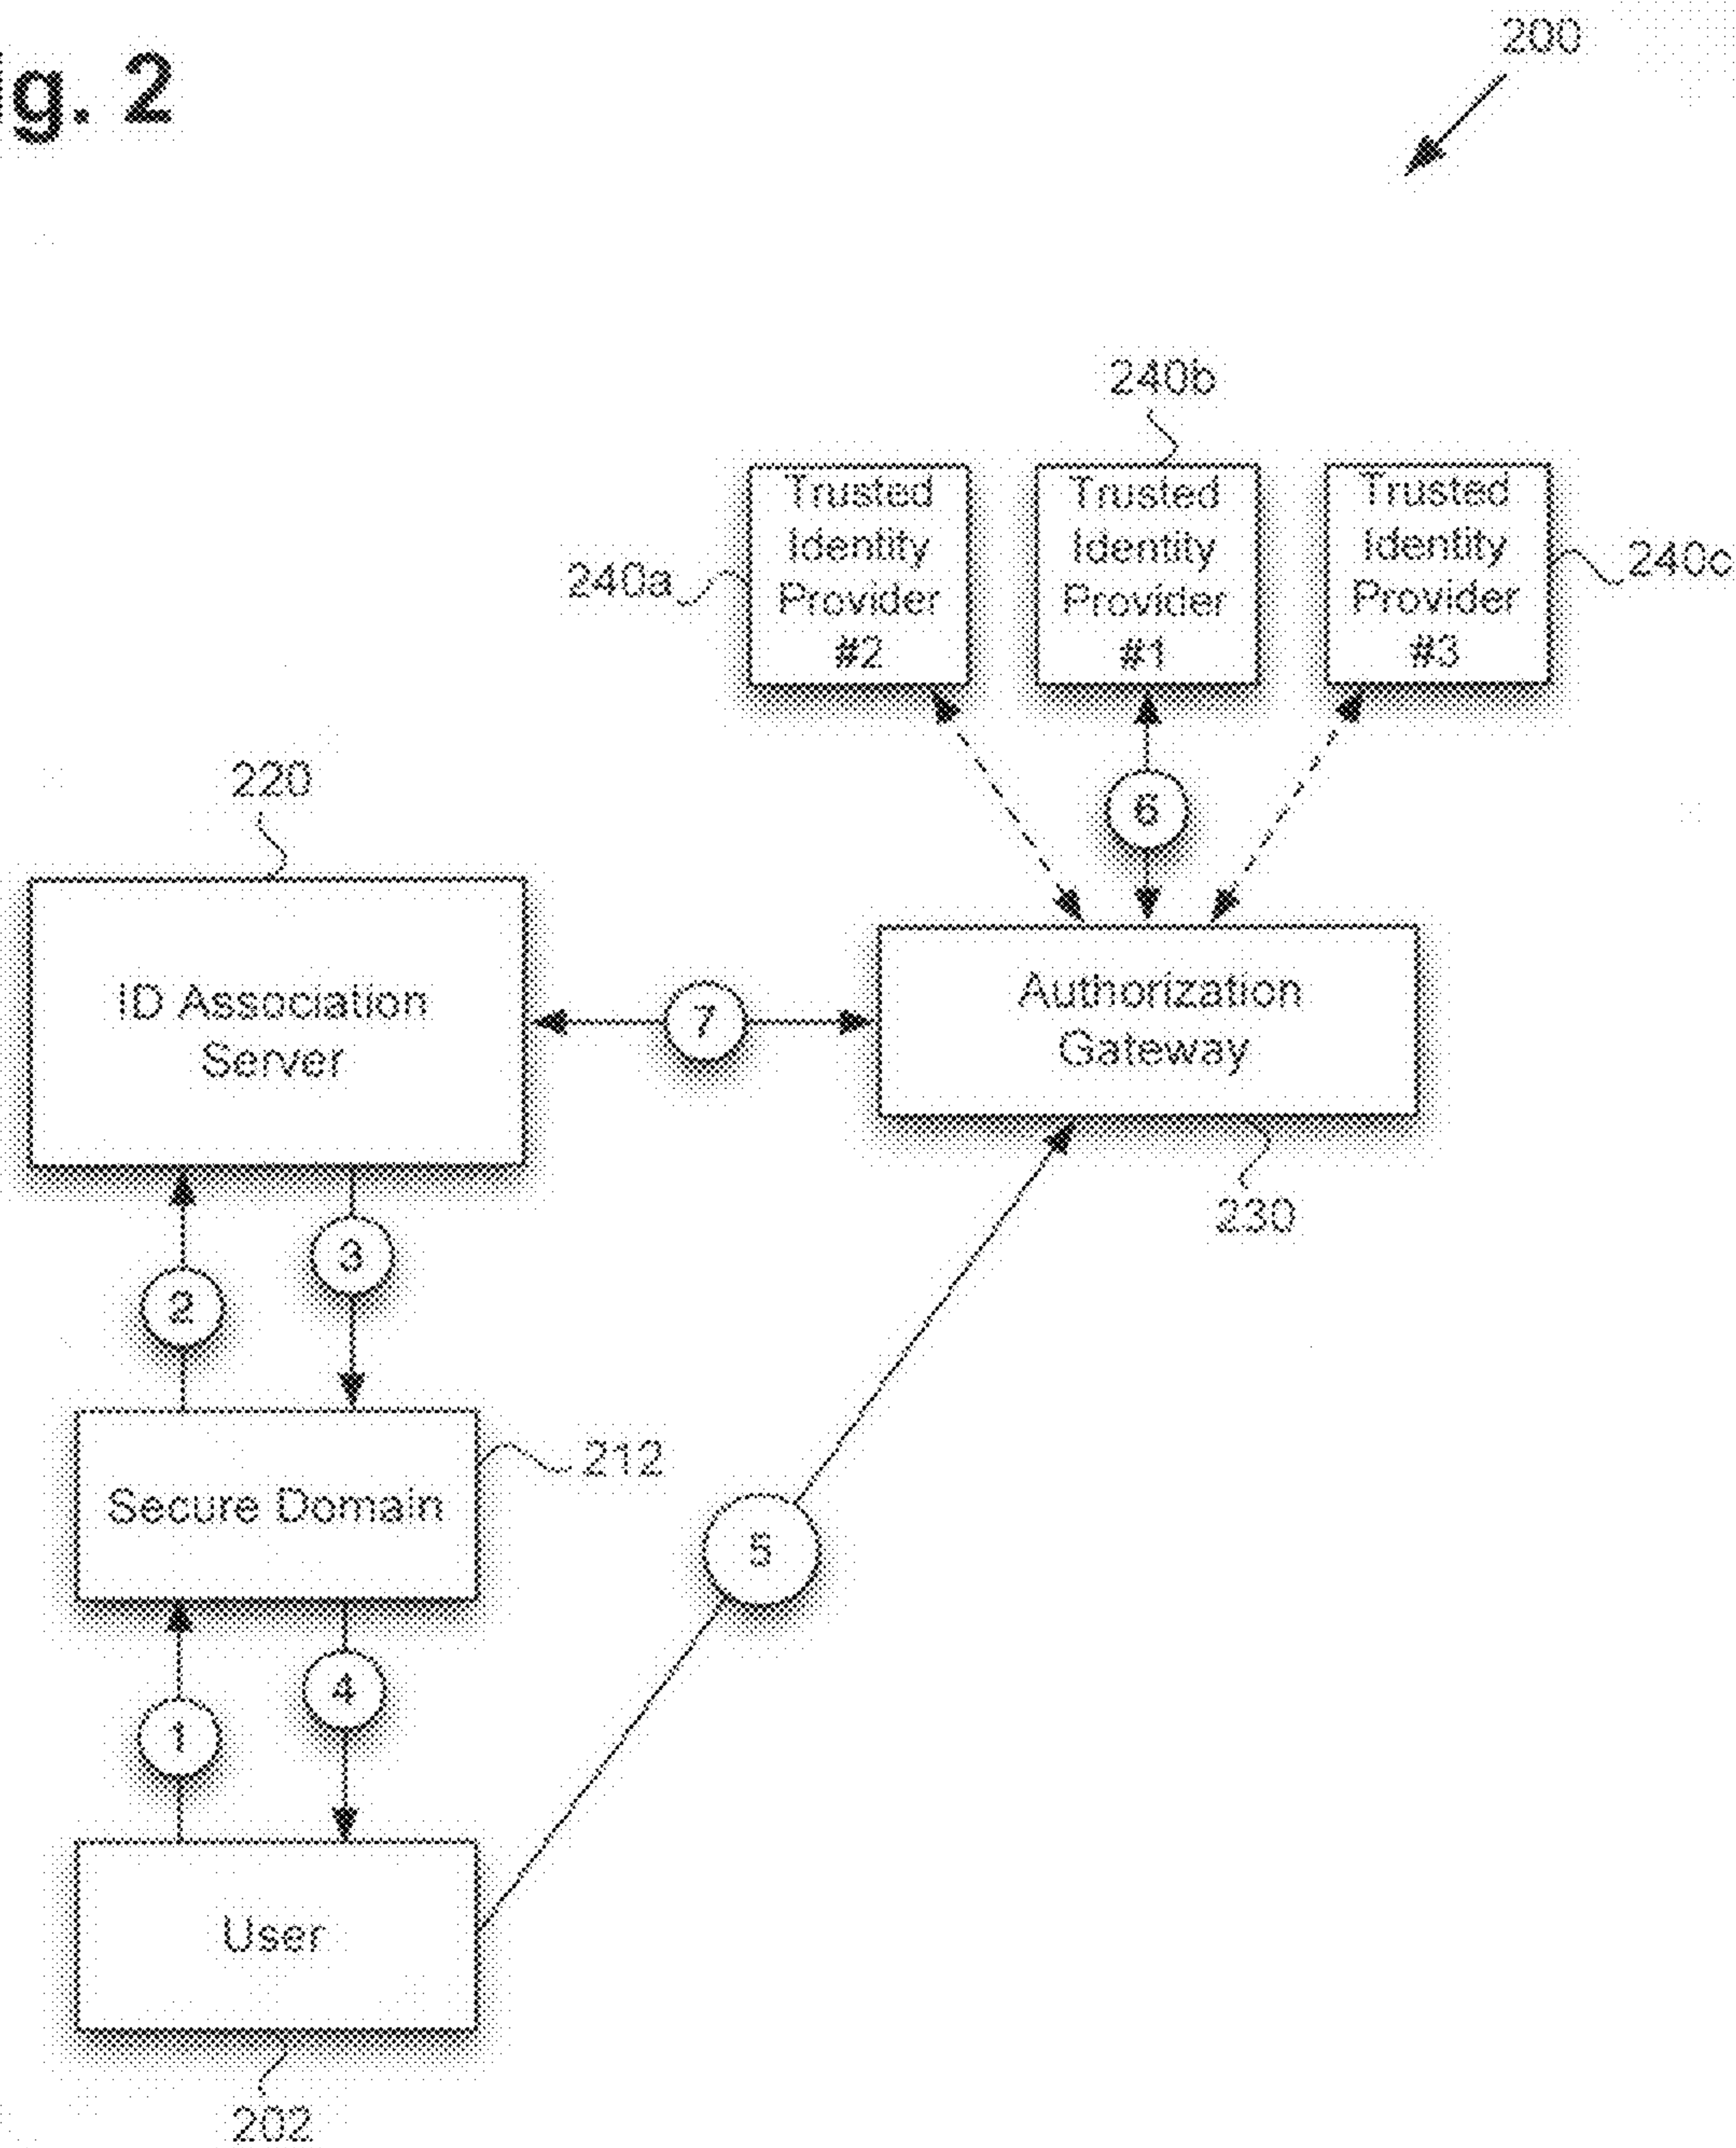 ig. 2
200
240b
Trusted
Identity
Provider
#2
Trusted
Identity
Provider
#1
Trusted
Identity
Provider
#3
240a
240c
6
220
ID Association
Server
7
Authorization
Gateway
230
3
2
212
Secure Domain
5
4
1
User
202